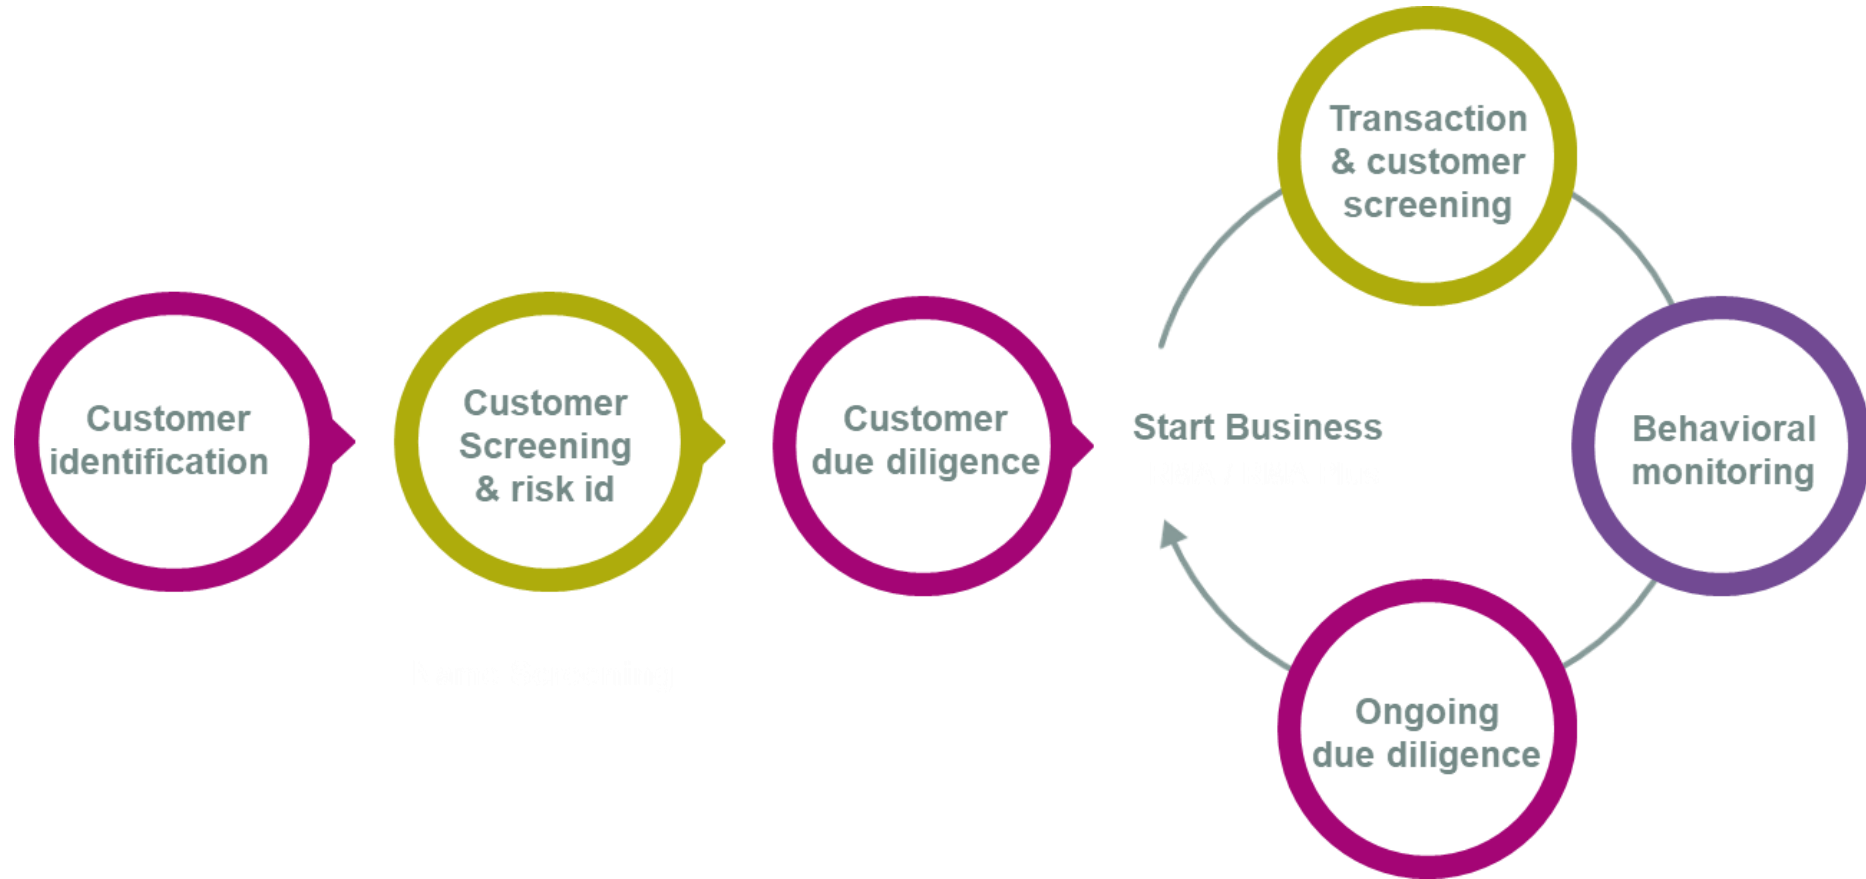 Customer
identification
Customer
Screening
& risk id
Customer
due diligence
Start Business
Transaction
& customer
screening
Behavioral
monitoring
Ongoing
due diligence